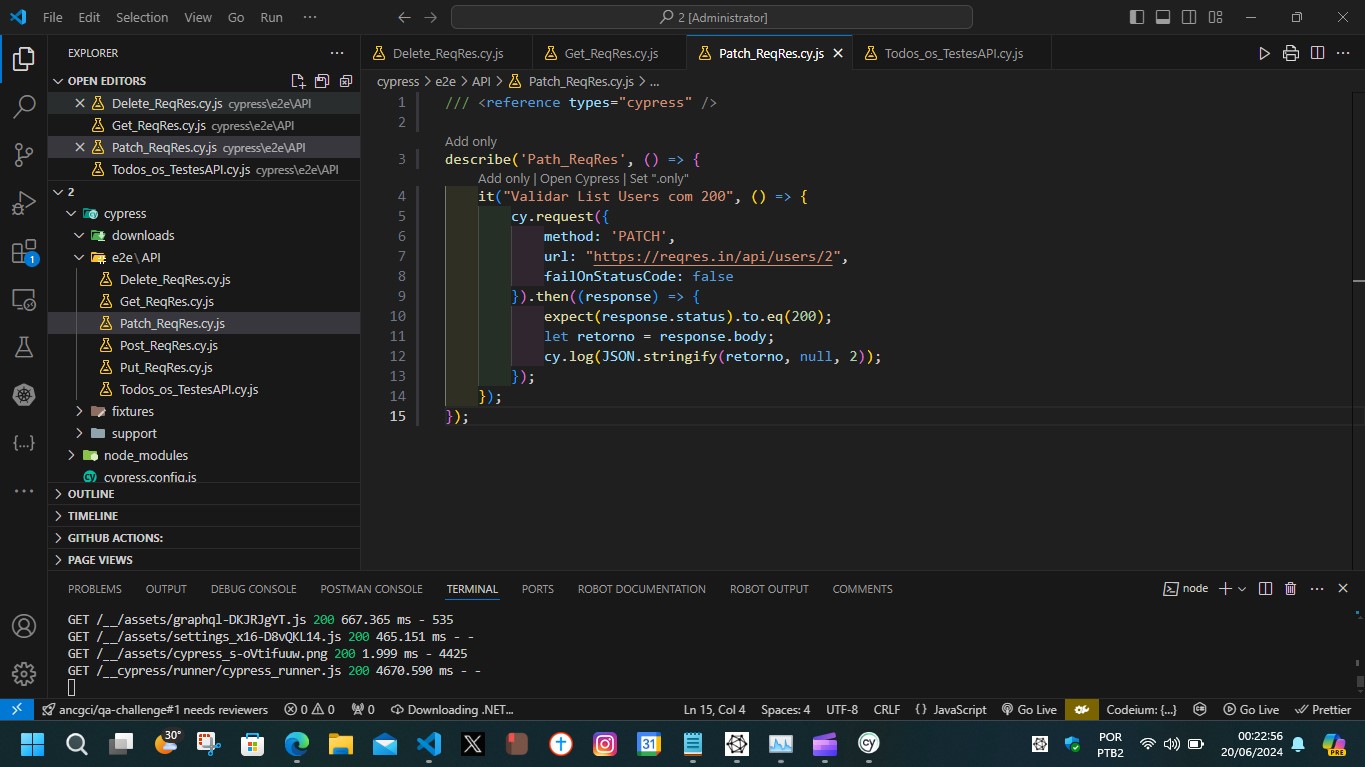 File Edit Selection View Go Run ... 2 [Administrator]
EXPLORER
OPEN EDITORS
Delete_ReqRes.cy.js cypress\e2e\API
Get_ReqRes.cy.js cypress\e2e\API
Patch_ReqRes.cy.js cypress\e2e\API
Todos_os_TestesAPI.cy.js cypress\e2e\API
2
cypress
downloads
e2e\API
Delete_ReqRes.cy.js
Get_ReqRes.cy.js
Patch_ReqRes.cy.js
Post_ReqRes.cy.js
Put_ReqRes.cy.js
Todos_os_TestesAPI.cy.js
fixtures
support
node_modules
cypress.config.js
OUTLINE
TIMELINE
GITHUB ACTIONS:
PAGE VIEWS
1
Delete_ReqRes.cy.js Get_ReqRes.cy.js Patch_ReqRes.cy.js Todos_os_TestesAPI.cy.js
cypress > e2e > API > Patch_ReqRes.cy.js > ...
1 /// <reference types="cypress" />
2
Add only
3 describe('Path_ReqRes', () => {
Add only | Open Cypress | Set ".only"
4 it("Validar List Users com 200", () => {
5 cy.request({
6 method: 'PATCH',
7 url: "https://reqres.in/api/users/2",
8 failOnStatusCode: false
9 }).then((response) => {
10 expect(response.status).to.eq(200);
11 let retorno = response.body;
12 cy.log(JSON.stringify(retorno, null, 2));
13 });
14 });
15 });
PROBLEMS OUTPUT DEBUG CONSOLE POSTMAN CONSOLE TERMINAL PORTS ROBOT DOCUMENTATION ROBOT OUTPUT COMMENTS node
GET /__/assets/graphql-DKJRJgYT.js 200 667.365 ms - 535
GET /__/assets/settings_x16-D8vQKL14.js 200 465.151 ms - -
GET /__/assets/cypress_s-oVtifuuw.png 200 1.999 ms - 4425
GET /__cypress/runner/cypress_runner.js 200 4670.590 ms - -
ancgci/qa-challenge#1 needs reviewers 0 0 0 Downloading .NET... Ln 15, Col 4 Spaces: 4 UTF-8 CRLF {} JavaScript Go Live Codeium: {...} Go Live Prettier
30°
POR
PTB2
00:22:56
20/06/2024
PRE